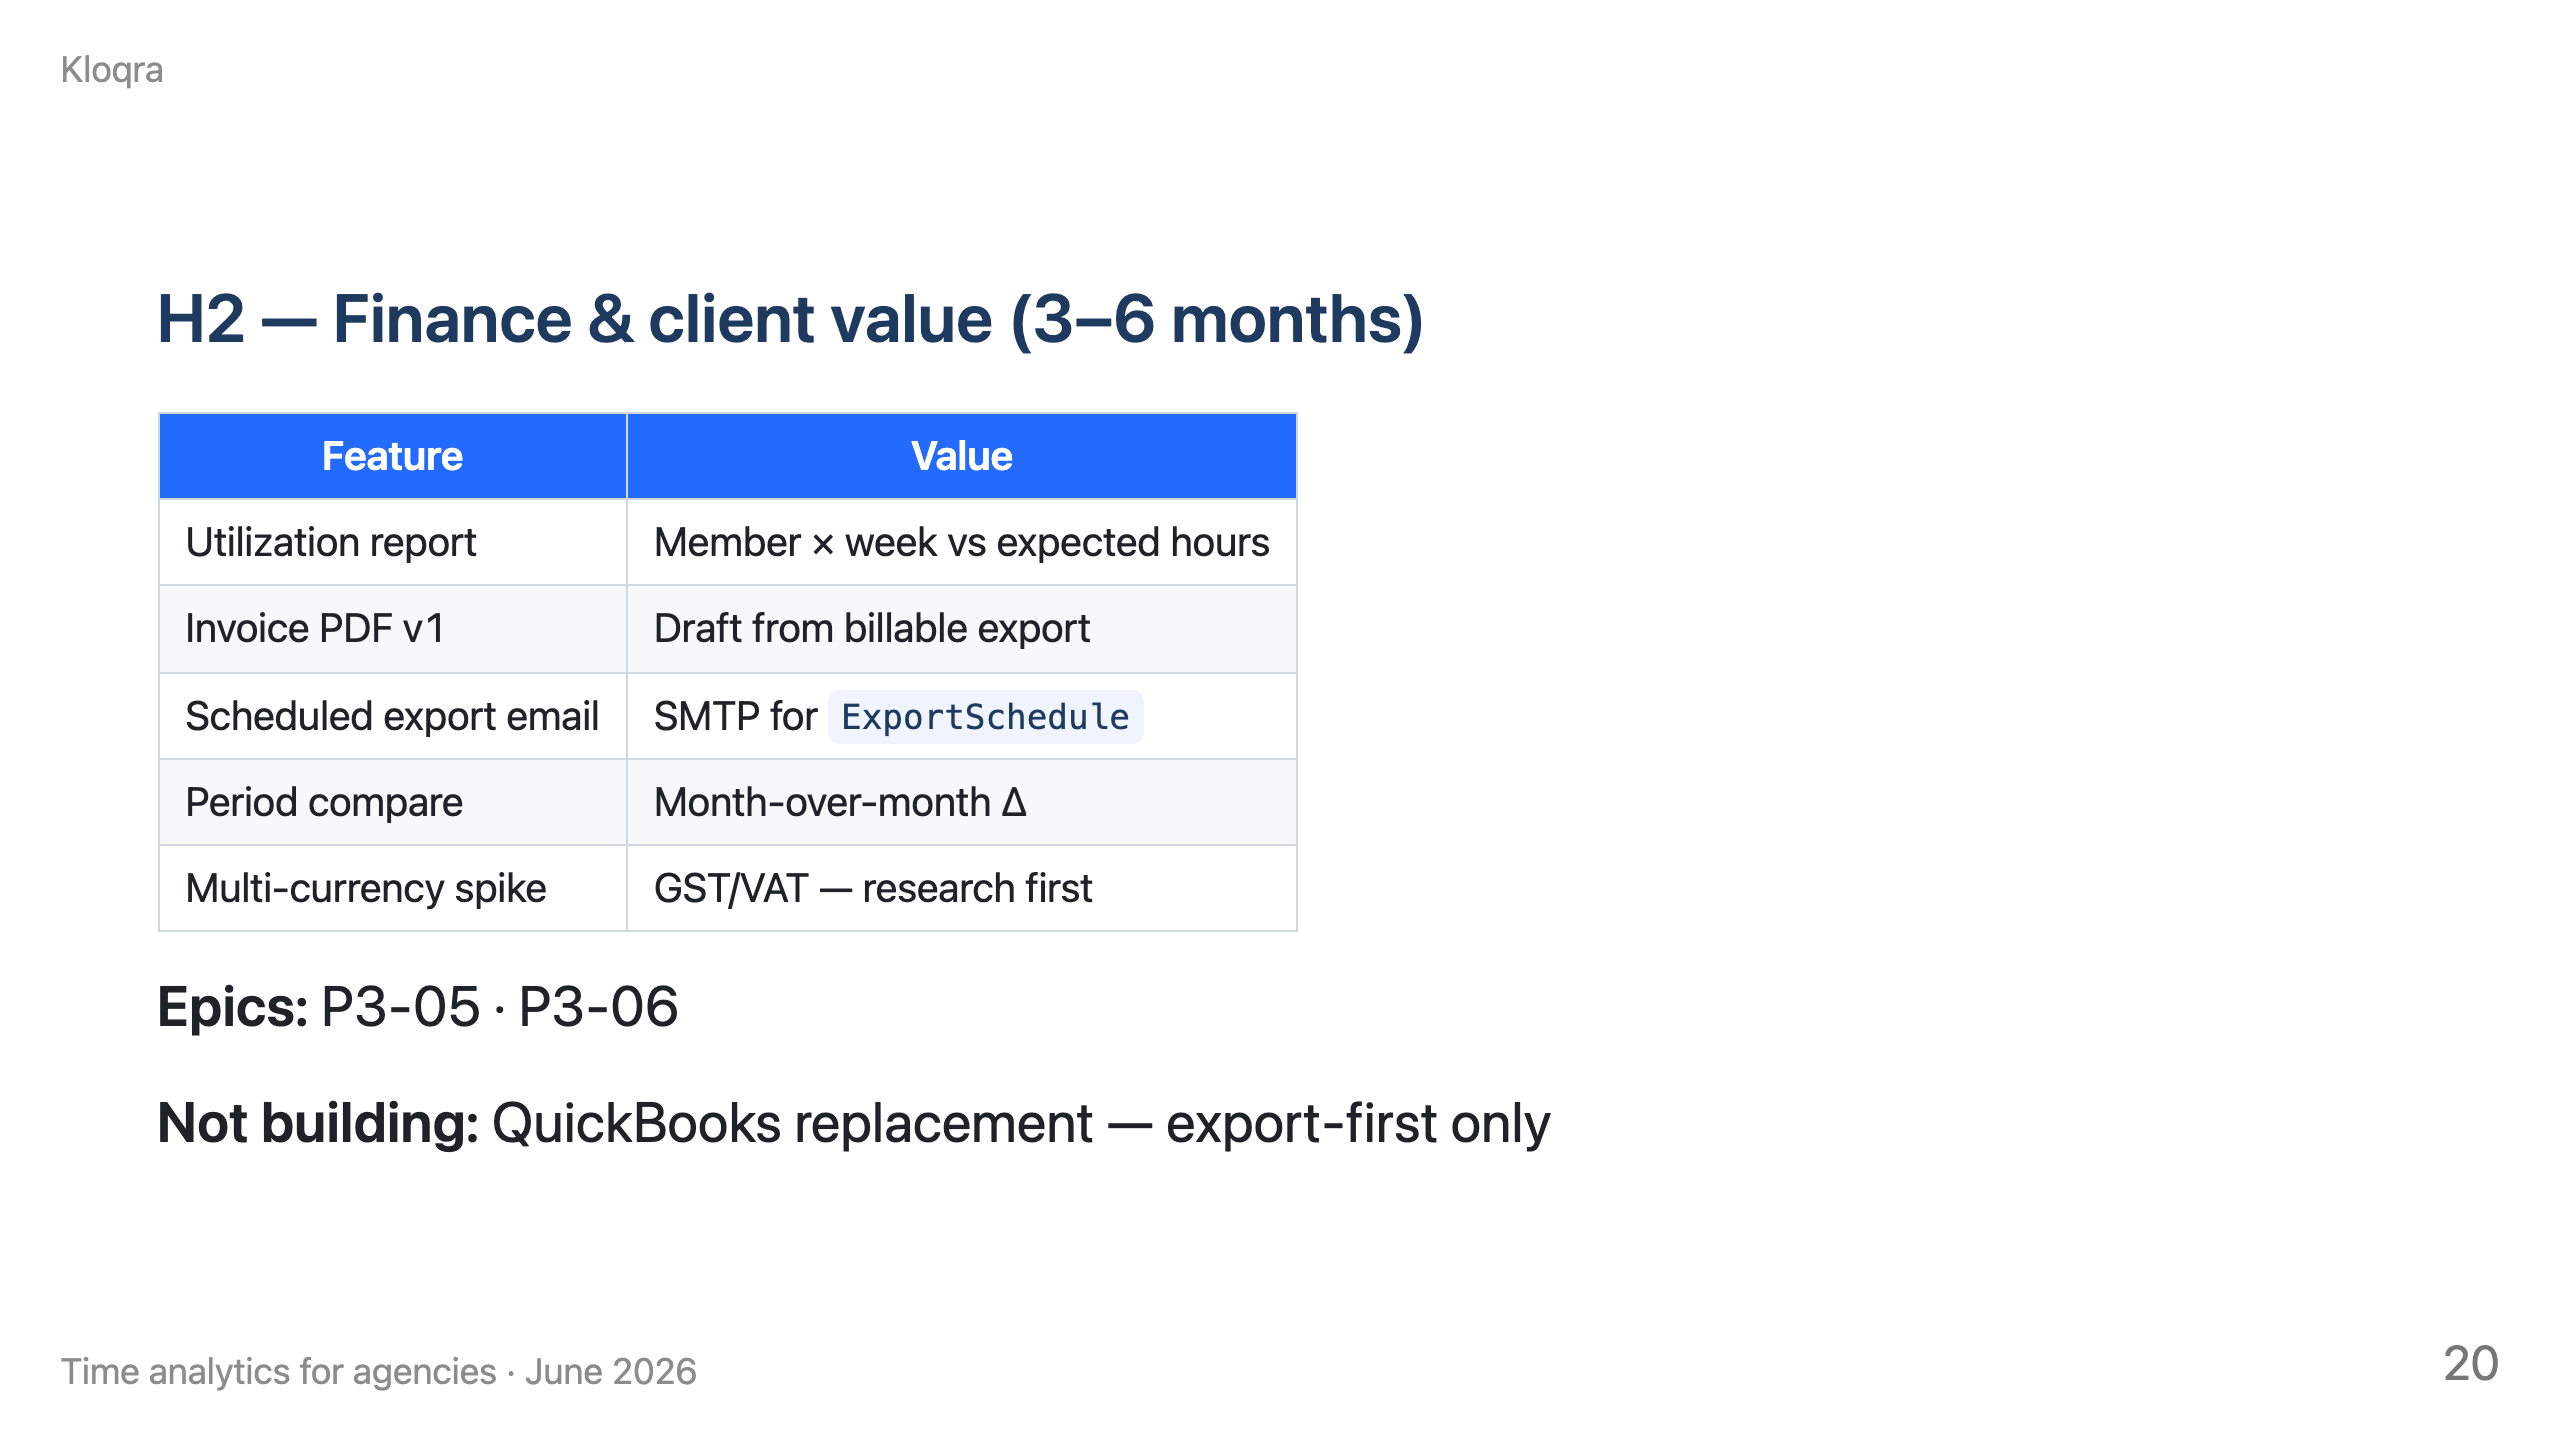 Kloqra
H2 — Finance & client value (3–6 months)
Feature Value
Utilization report Member × week vs expected hours
Invoice PDF v1 Draft from billable export
Scheduled export email SMTP for ExportSchedule
Period compare Month-over-month Δ
Multi-currency spike GST/VAT — research first
Epics: P3-05 · P3-06
Not building: QuickBooks replacement — export-first only
Time analytics for agencies · June 2026
20